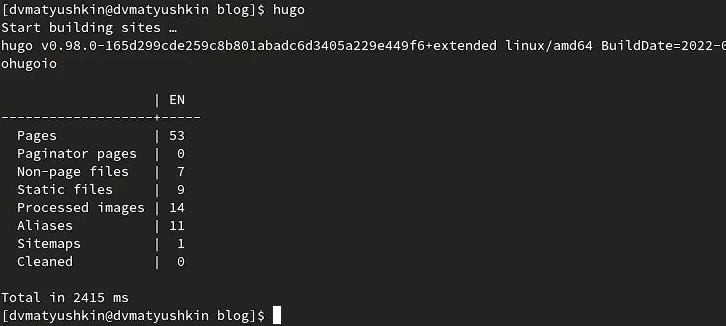 [dvmatyushkin@dvmatyushkin blog]$ hugo
Start building sites …
hugo v0.98.0-165d299cde259c8b801abadc6d3405a229e449f6+extended linux/amd64 BuildDate=2022-0
ohugoio

                   | EN
-------------------+-----
  Pages            | 53
  Paginator pages  |  0
  Non-page files   |  7
  Static files     |  9
  Processed images | 14
  Aliases          | 11
  Sitemaps         |  1
  Cleaned          |  0

Total in 2415 ms
[dvmatyushkin@dvmatyushkin blog]$